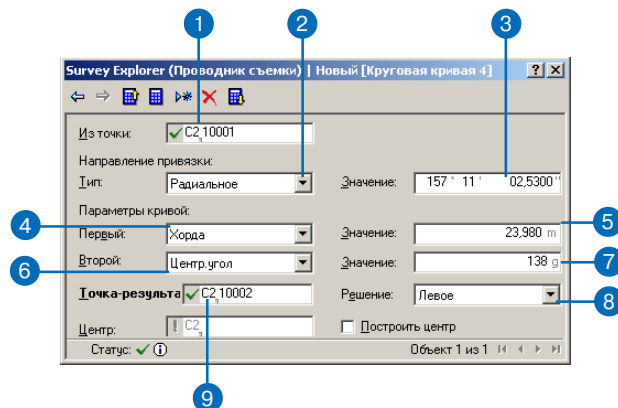 1 2 3
Survey Explorer (Проводник съемки) | Новый [Круговая кривая 4]
Из точки: C2,10001
Направление привязки:
Тип: Радиальное Значение: 157 ° 11 ' 02,5300 ''
Параметры кривой:
4 5
Первый: Хорда Значение: 23,980 m
6 Второй: Центр.угол Значение: 138 g 7
Точка-результа C2,10002 Решение: Левое 8
Центр: ! C2, Построить центр
Статус: Объект 1 из 1
9